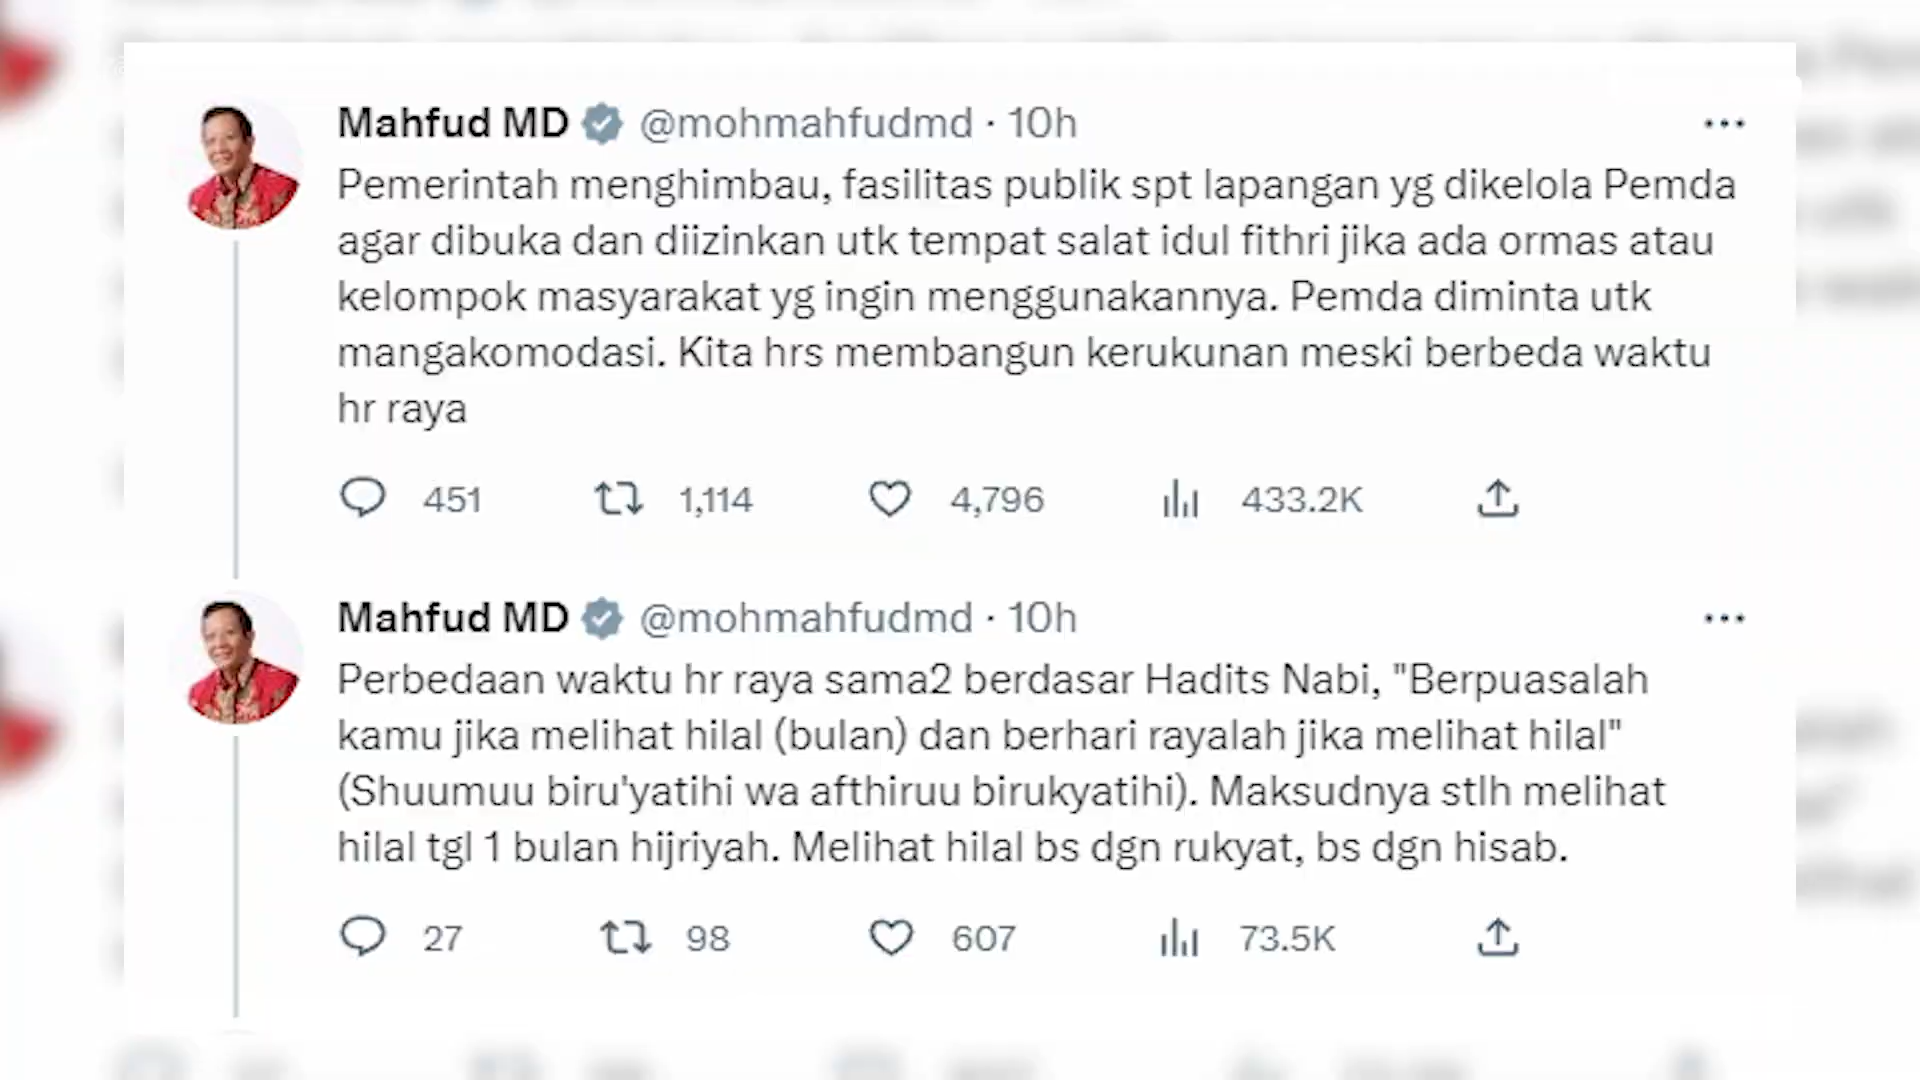 Mahfud MD @mohmahfudmd · 10h
Pemerintah menghimbau, fasilitas publik spt lapangan yg dikelola Pemda
agar dibuka dan diizinkan utk tempat salat idul fithri jika ada ormas atau
kelompok masyarakat yg ingin menggunakannya. Pemda diminta utk
mangakomodasi. Kita hrs membangun kerukunan meski berbeda waktu
hr raya
451 1,114 4,796 433.2K
Mahfud MD @mohmahfudmd · 10h
Perbedaan waktu hr raya sama2 berdasar Hadits Nabi, "Berpuasalah
kamu jika melihat hilal (bulan) dan berhari rayalah jika melihat hilal"
(Shuumuu biru'yatihi wa afthiruu birukyatihi). Maksudnya stlh melihat
hilal tgl 1 bulan hijriyah. Melihat hilal bs dgn rukyat, bs dgn hisab.
27 98 607 73.5K